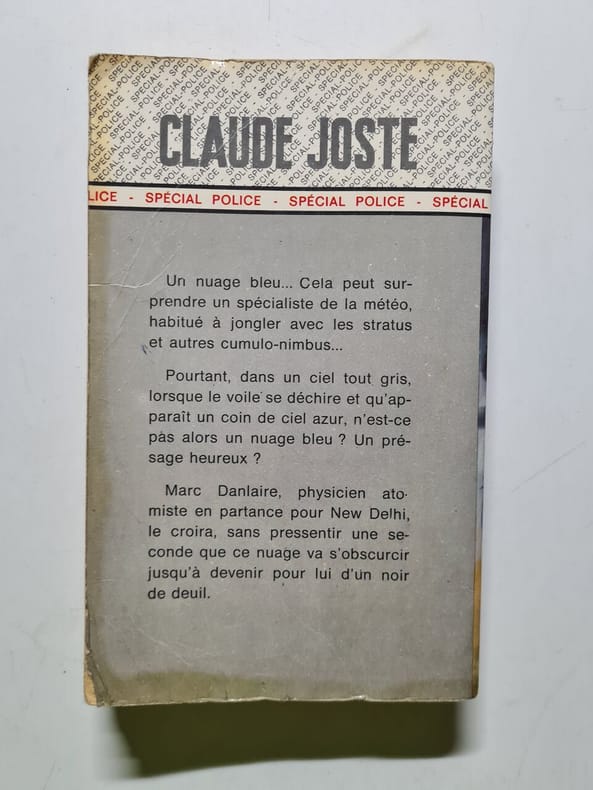 CLAUDE JOSTE
LICE - SPÉCIAL POLICE - SPÉCIAL POLICE - SPÉCIAL
Un nuage bleu... Cela peut sur-
prendre un spécialiste de la météo,
habitué à jongler avec les stratus
et autres cumulo-nimbus...
Pourtant, dans un ciel tout gris,
lorsque le voile se déchire et qu'ap-
paraît un coin de ciel azur, n'est-ce
pas alors un nuage bleu ? Un pré-
sage heureux ?
Marc Danlaire, physicien ato-
miste en partance pour New Delhi,
le croira, sans pressentir une se-
conde que ce nuage va s'obscurcir
jusqu'à devenir pour lui d'un noir
de deuil.